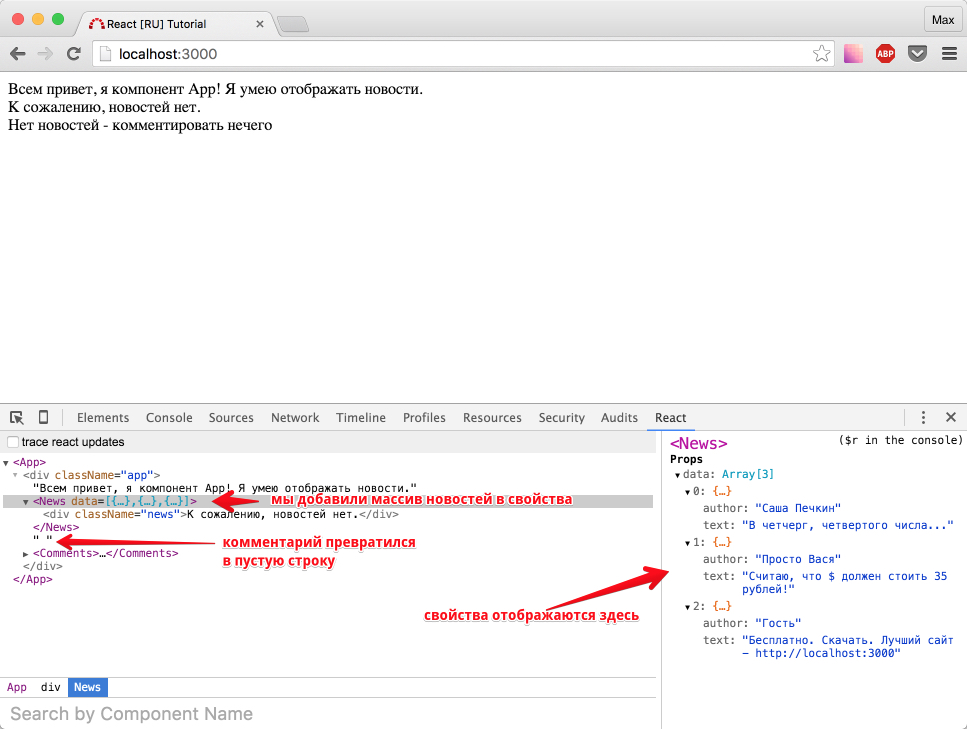 React [RU] Tutorial
Max
localhost:3000
ABP
Всем привет, я компонент App! Я умею отображать новости.
К сожалению, новостей нет.
Нет новостей - комментировать нечего
Elements Console Sources Network Timeline Profiles Resources Security Audits React
trace react updates
<App>
<div className="app">
"Всем привет, я компонент App! Я умею отображать новости."
<News data=[{…},{…},{…}]>
мы добавили массив новостей в свойства
<div className="news">К сожалению, новостей нет.</div>
</News>
" "
комментарий превратился
в пустую строку
<Comments>…</Comments>
</div>
</App>
свойства отображаются здесь
App div News
Search by Component Name
<News>
($r in the console)
Props
data: Array[3]
0: {…}
author: "Саша Печкин"
text: "В четчерг, четвертого числа..."
1: {…}
author: "Просто Вася"
text: "Считаю, что $ должен стоить 35
рублей!"
2: {…}
author: "Гость"
text: "Бесплатно. Скачать. Лучший сайт
- http://localhost:3000"